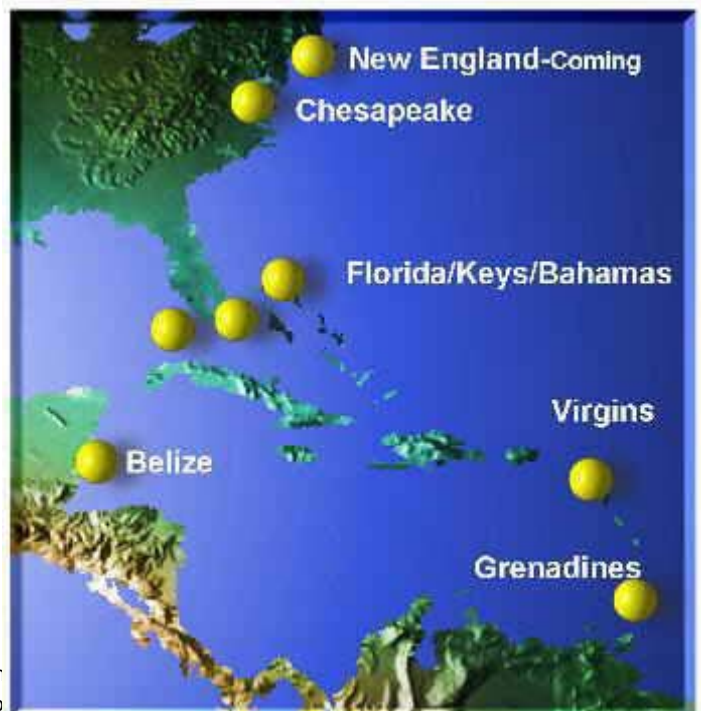 New England-Coming
Chesapeake
Florida/Keys/Bahamas
Virgins
Belize
Grenadines